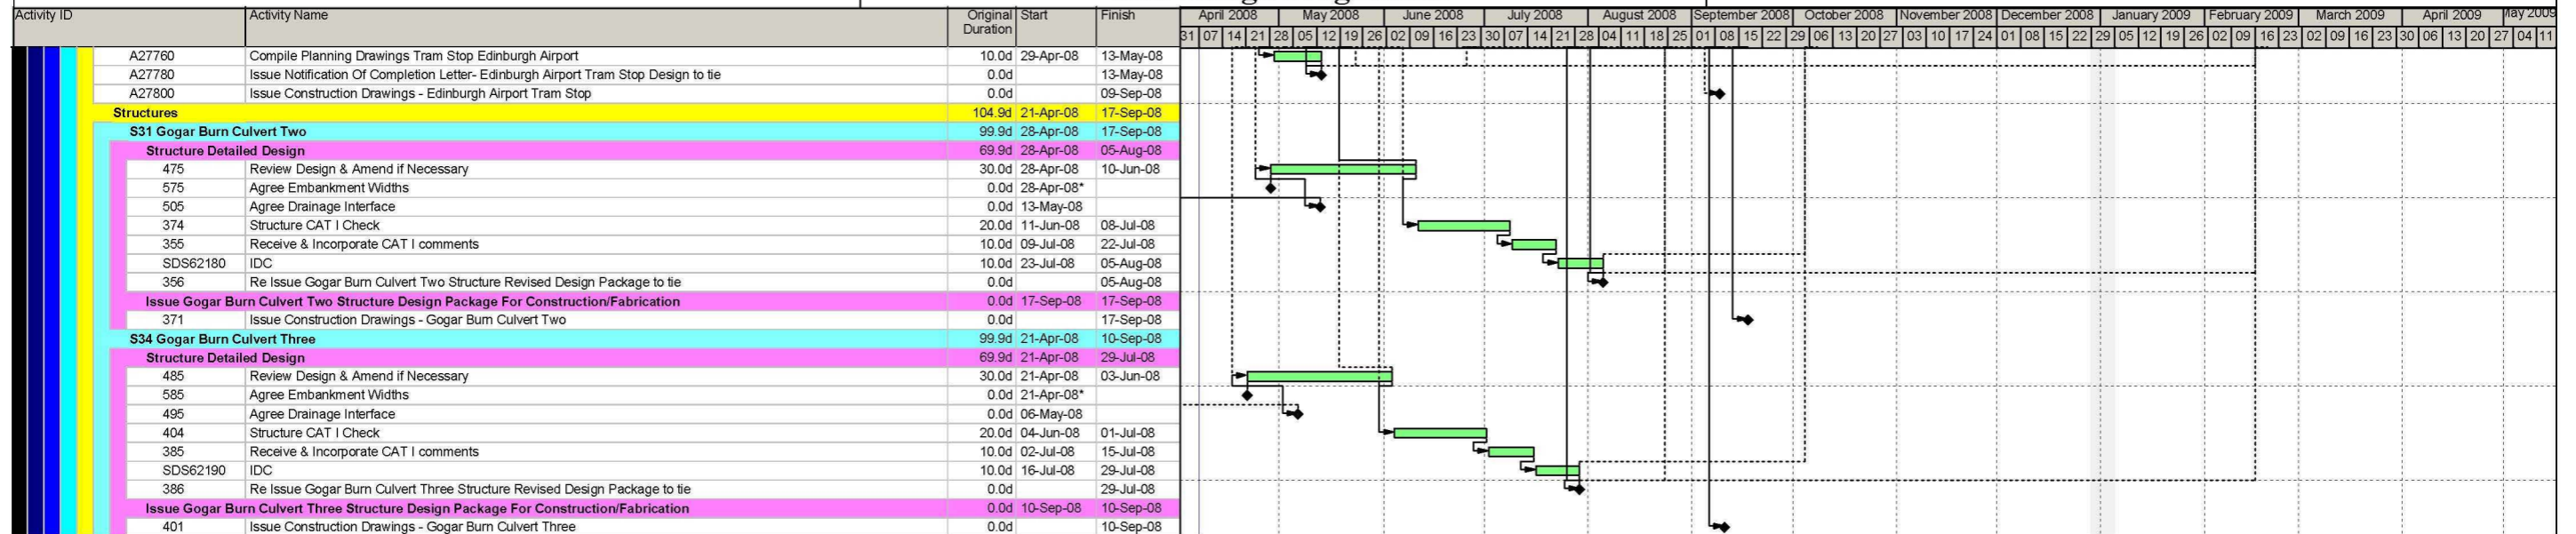 Activity ID Activity Name Original Duration Start Finish April 2008 May 2008 June 2008 July 2008 August 2008 September 2008 October 2008 November 2008 December 2008 January 2009 February 2009 March 2009 April 2009 May 2009
31 07 14 21 28 05 12 19 26 02 09 16 23 30 07 14 21 28 04 11 18 25 01 08 15 22 29 06 13 20 27 03 10 17 24 01 08 15 22 29 05 12 19 26 02 09 16 23 02 09 16 23 30 06 13 20 27 04 11
A27760 Compile Planning Drawings Tram Stop Edinburgh Airport 10.0d 29-Apr-08 13-May-08
A27780 Issue Notification Of Completion Letter- Edinburgh Airport Tram Stop Design to tie 0.0d 13-May-08
A27800 Issue Construction Drawings - Edinburgh Airport Tram Stop 0.0d 09-Sep-08
Structures 104.9d 21-Apr-08 17-Sep-08
S31 Gogar Burn Culvert Two 99.9d 28-Apr-08 17-Sep-08
Structure Detailed Design 69.9d 28-Apr-08 05-Aug-08
475 Review Design & Amend if Necessary 30.0d 28-Apr-08 10-Jun-08
575 Agree Embankment Widths 0.0d 28-Apr-08*
505 Agree Drainage Interface 0.0d 13-May-08
374 Structure CAT I Check 20.0d 11-Jun-08 08-Jul-08
355 Receive & Incorporate CAT I comments 10.0d 09-Jul-08 22-Jul-08
SDS62180 IDC 10.0d 23-Jul-08 05-Aug-08
356 Re Issue Gogar Burn Culvert Two Structure Revised Design Package to tie 0.0d 05-Aug-08
Issue Gogar Burn Culvert Two Structure Design Package For Construction/Fabrication 0.0d 17-Sep-08 17-Sep-08
371 Issue Construction Drawings - Gogar Burn Culvert Two 0.0d 17-Sep-08
S34 Gogar Burn Culvert Three 99.9d 21-Apr-08 10-Sep-08
Structure Detailed Design 69.9d 21-Apr-08 29-Jul-08
485 Review Design & Amend if Necessary 30.0d 21-Apr-08 03-Jun-08
585 Agree Embankment Widths 0.0d 21-Apr-08*
495 Agree Drainage Interface 0.0d 06-May-08
404 Structure CAT I Check 20.0d 04-Jun-08 01-Jul-08
385 Receive & Incorporate CAT I comments 10.0d 02-Jul-08 15-Jul-08
SDS62190 IDC 10.0d 16-Jul-08 29-Jul-08
386 Re Issue Gogar Burn Culvert Three Structure Revised Design Package to tie 0.0d 29-Jul-08
Issue Gogar Burn Culvert Three Structure Design Package For Construction/Fabrication 0.0d 10-Sep-08 10-Sep-08
401 Issue Construction Drawings - Gogar Burn Culvert Three 0.0d 10-Sep-08